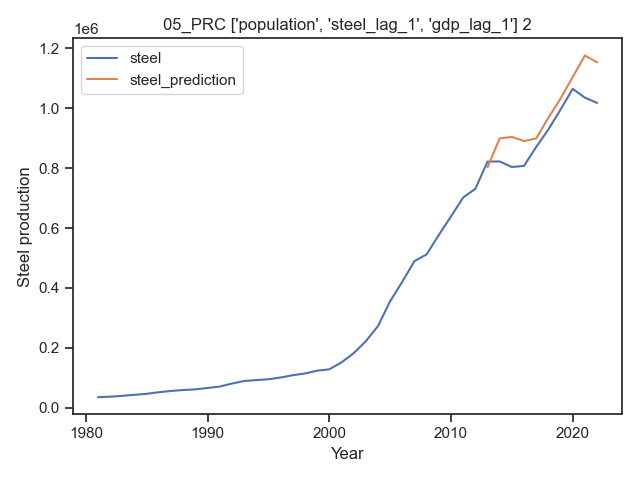 05_PRC ['population', 'steel_lag_1', 'gdp_lag_1'] 2
1e6
steel
steel_prediction
1.2
1.0
0.8
0.6
0.4
0.2
0.0
Steel production
1980
1990
2000
2010
2020
Year